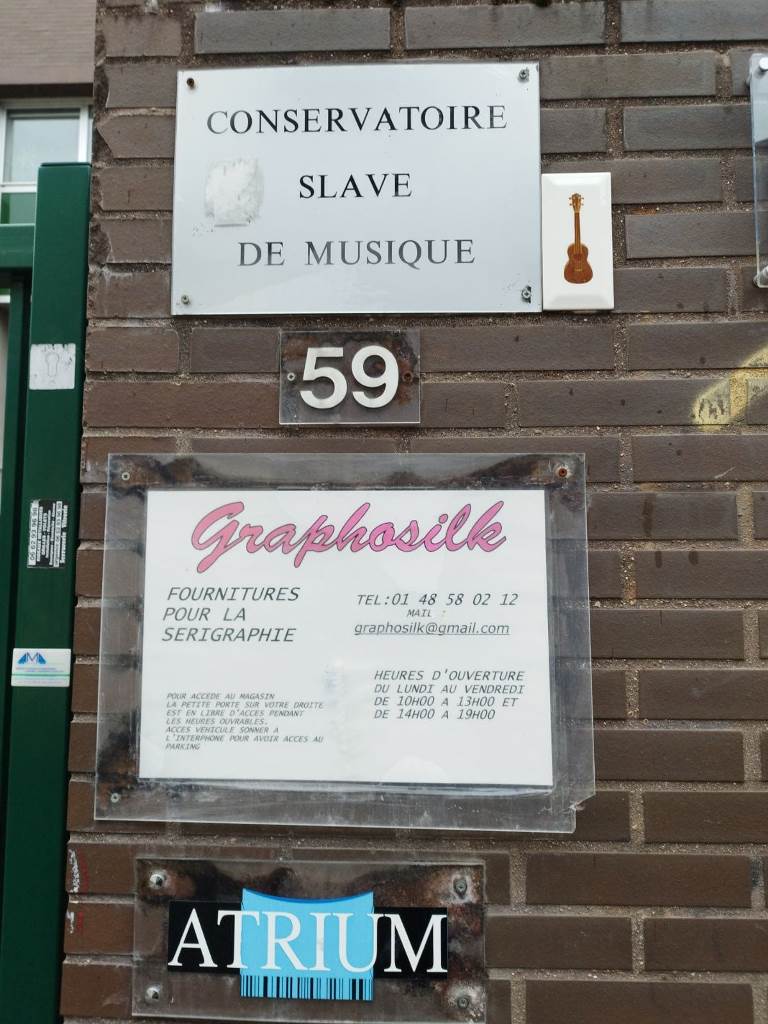 CONSERVATOIRE
SLAVE
DE MUSIQUE
59
Graphosilk
FOURNITURES
POUR LA
SERIGRAPHIE
TEL:01 48 58 02 12
MAIL :
graphosilk@gmail.com
HEURES D'OUVERTURE
DU LUNDI AU VENDREDI
DE 10H00 A 13H00 ET
DE 14H00 A 19H00
POUR ACCEDE AU MAGASIN
LA PETITE PORTE SUR VOTRE DROITE
EST EN LIBRE D'ACCES PENDANT
LES HEURES OUVRABLES.
ACCES VEHICULE SONNER A
L'INTERPHONE POUR AVOIR ACCES AU
PARKING
ATRIUM